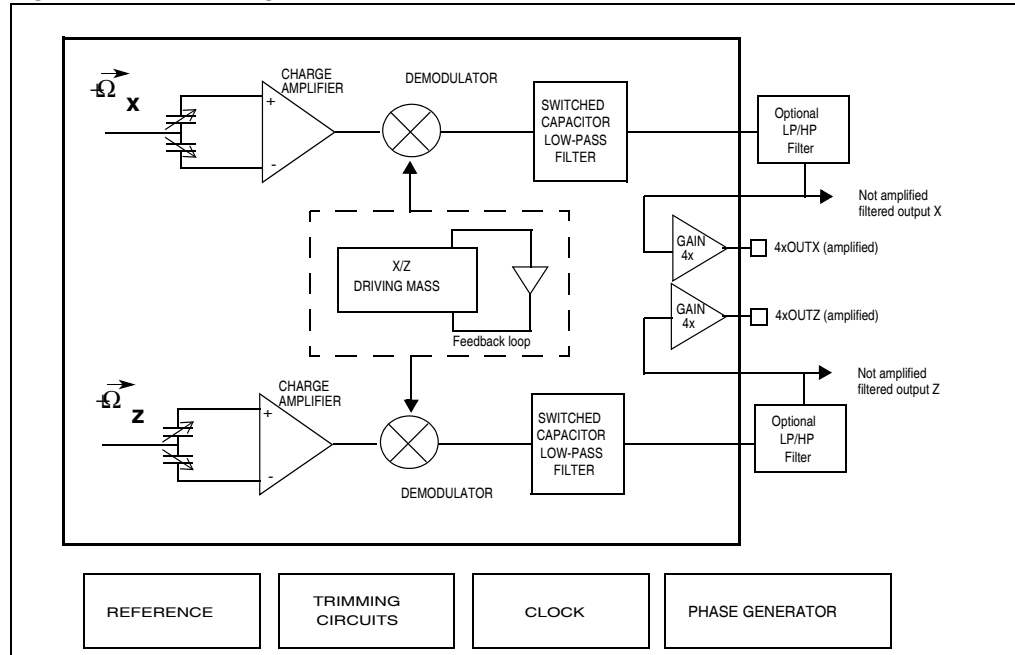 +Ω x
CHARGE
AMPLIFIER
+
-
DEMODULATOR
SWITCHED
CAPACITOR
LOW-PASS
FILTER
Optional
LP/HP
Filter
Not amplified
filtered output X
GAIN
4x
4xOUTX (amplified)
X/Z
DRIVING MASS
Feedback loop
GAIN
4x
4xOUTZ (amplified)
Not amplified
filtered output Z
+Ω z
CHARGE
AMPLIFIER
+
-
DEMODULATOR
SWITCHED
CAPACITOR
LOW-PASS
FILTER
Optional
LP/HP
Filter
REFERENCE
TRIMMING
CIRCUITS
CLOCK
PHASE GENERATOR